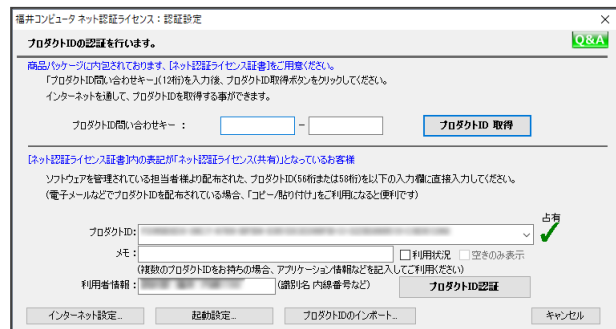 福井コンピュータ ネット認証ライセンス：認証設定
プロダクトIDの認証を行います。
Q&A
商品パッケージに内包されております、[ネット認証ライセンス証書]をご用意ください。
「プロダクトID問い合わせキー」(12桁)を入力後、プロダクトID取得ボタンをクリックしてください。
インターネットを通して、プロダクトIDを取得する事ができます。
プロダクトID問い合わせキー ： － プロダクトID 取得
[ネット認証ライセンス証書]内の表記が「ネット認証ライセンス(共有)」となっているお客様
ソフトウェアを管理されている担当者様より配布された、プロダクトID(56桁または58桁)を以下の入力欄に直接入力してください。
(電子メールなどでプロダクトIDを配布されている場合、「コピー/貼り付け」をご利用になると便利です)
占有
プロダクトID:
メモ： 利用状況 空きのみ表示
(複数のプロダクトIDをお持ちの場合、アプリケーション情報などを記入してご利用ください)
利用者情報： (識別名 内線番号など) プロダクトID認証
インターネット設定... 起動設定... プロダクトIDのインポート... キャンセル